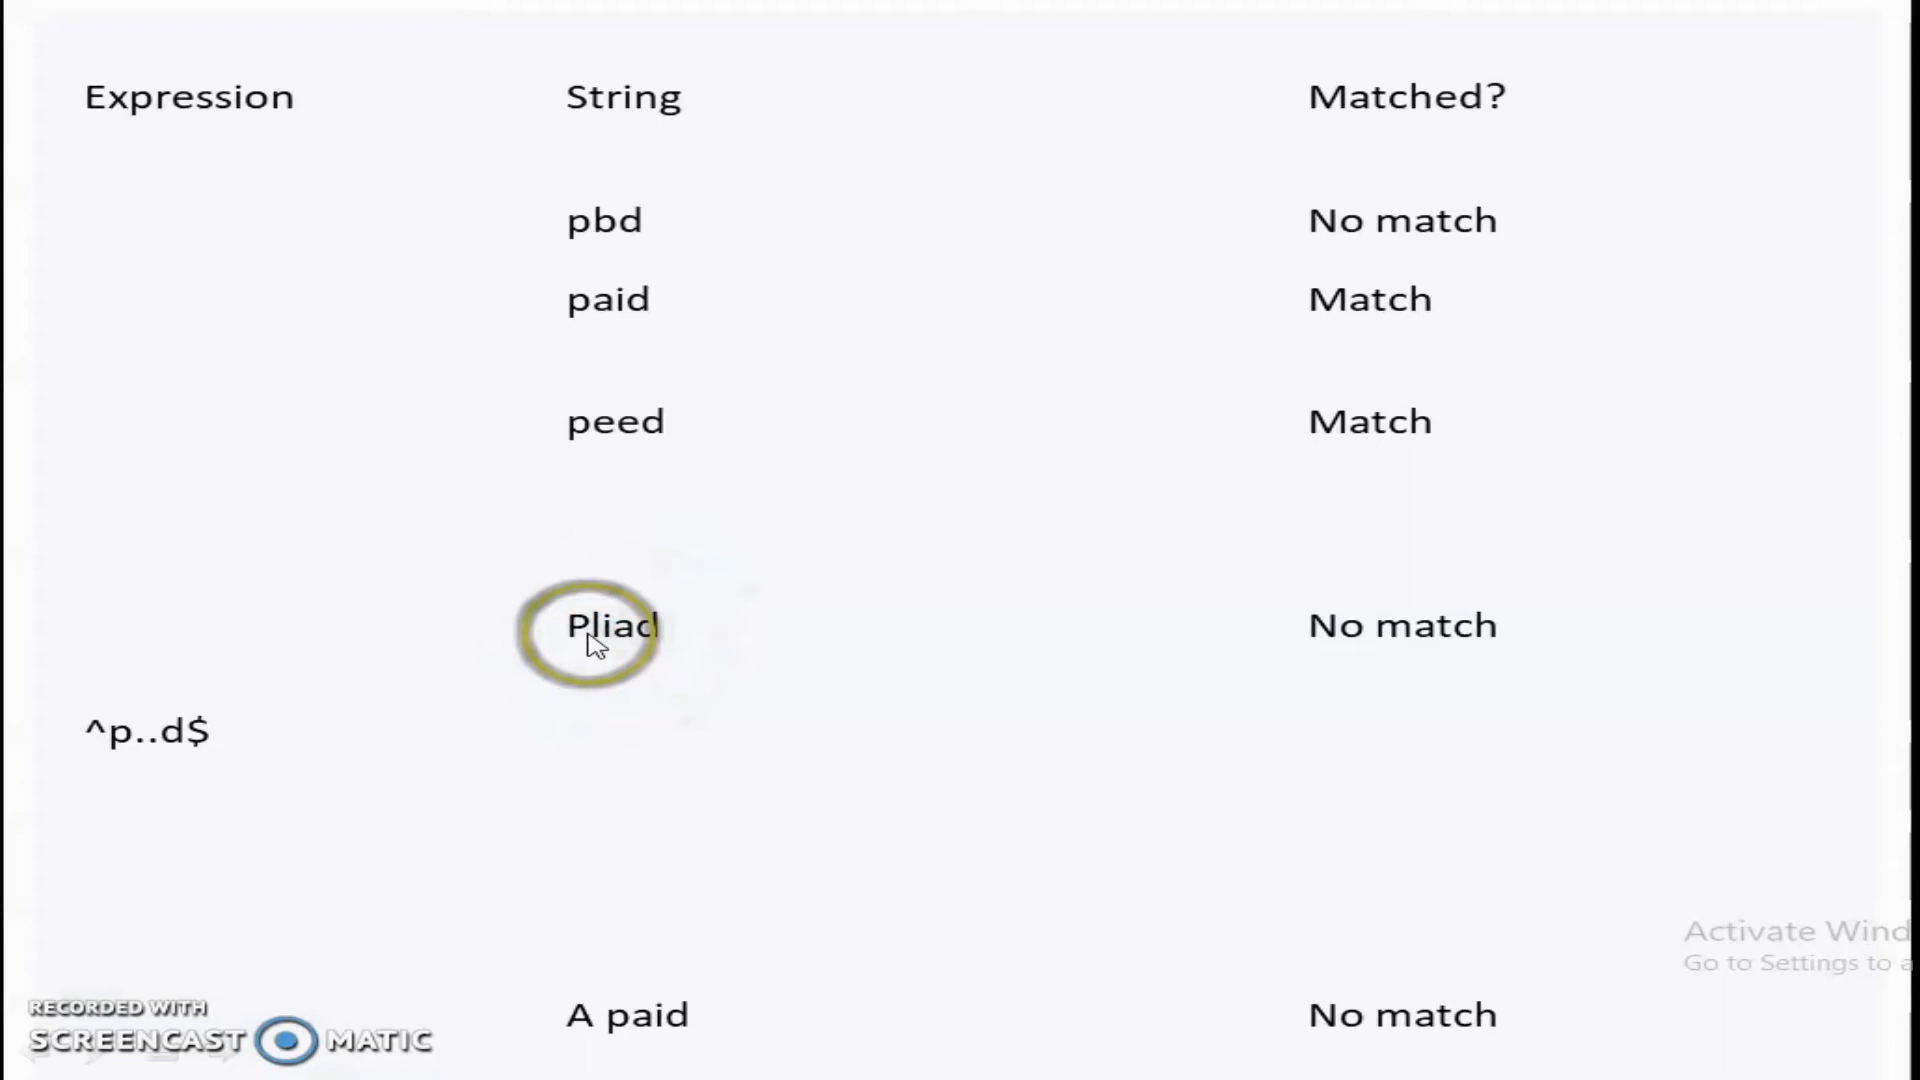 Expression String Matched?
pbd No match
paid Match
peed Match
Pliad No match
^p..d$
Activate Wind
Go to Settings to a
A paid No match
RECORDED WITH
SCREENCAST MATIC